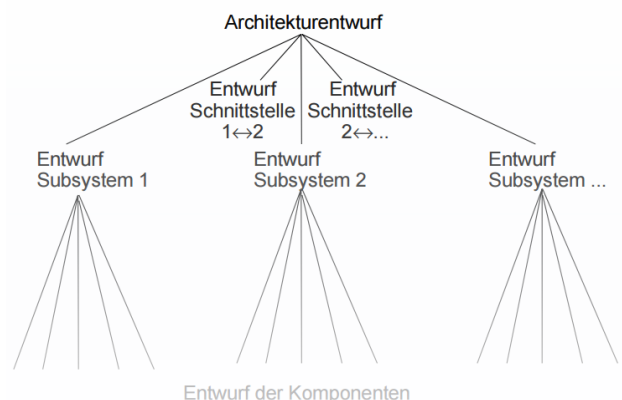 Architekturentwurf
Entwurf
Schnittstelle
1↔2
Entwurf
Schnittstelle
2↔...
Entwurf
Subsystem 1
Entwurf
Subsystem 2
Entwurf
Subsystem ...
Entwurf der Komponenten